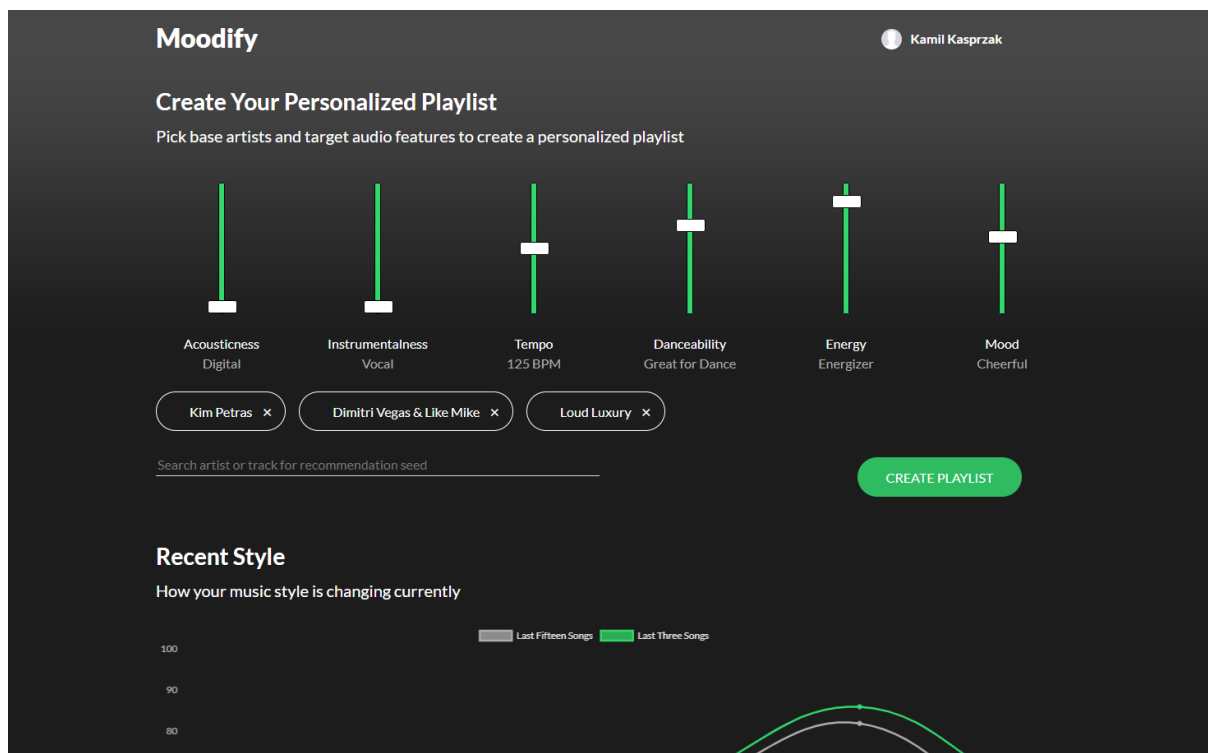 Moodify
Kamil Kasprzak
Create Your Personalized Playlist
Pick base artists and target audio features to create a personalized playlist
Acousticness Instrumentalness Tempo Danceability Energy Mood
Digital Vocal 125 BPM Great for Dance Energizer Cheerful
Kim Petras × Dimitri Vegas & Like Mike × Loud Luxury ×
Search artist or track for recommendation seed
CREATE PLAYLIST
Recent Style
How your music style is changing currently
Last Fifteen Songs Last Three Songs
100
90
80